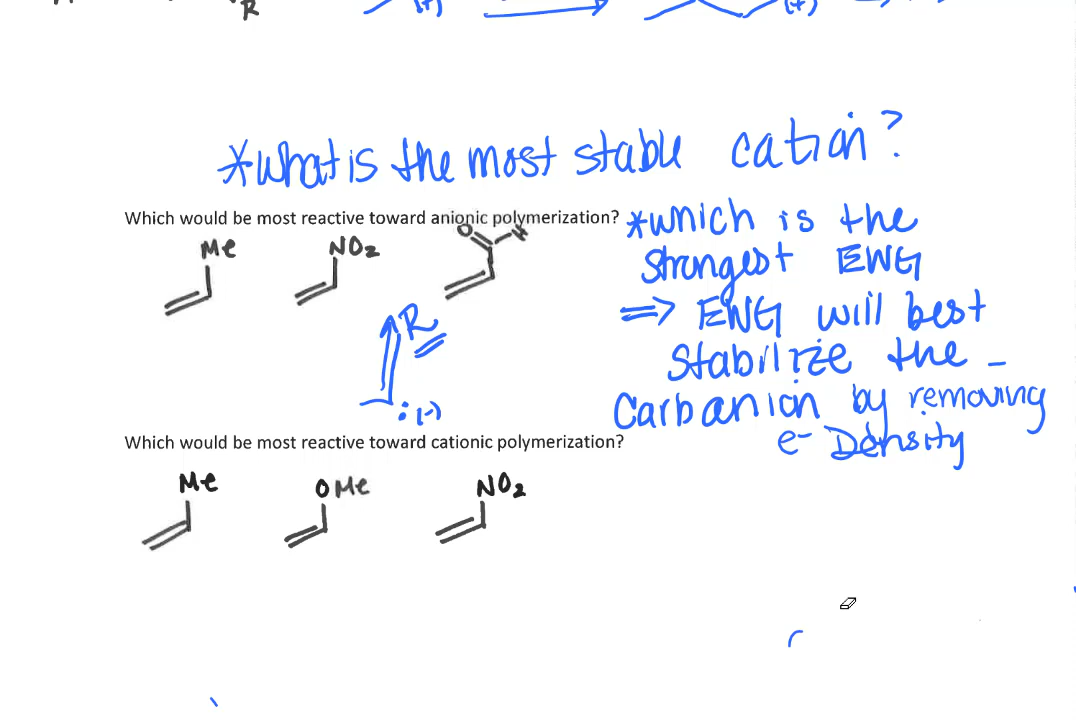 R
(+)
(+)
*what is the most stable cation?
Which would be most reactive toward anionic polymerization?
*which is the
strongest EWG
=> EWG will best
stabilize the
carbanion by removing
e- Density
Me
NO2
O
H
R
:(-)
Which would be most reactive toward cationic polymerization?
Me
OMe
NO2